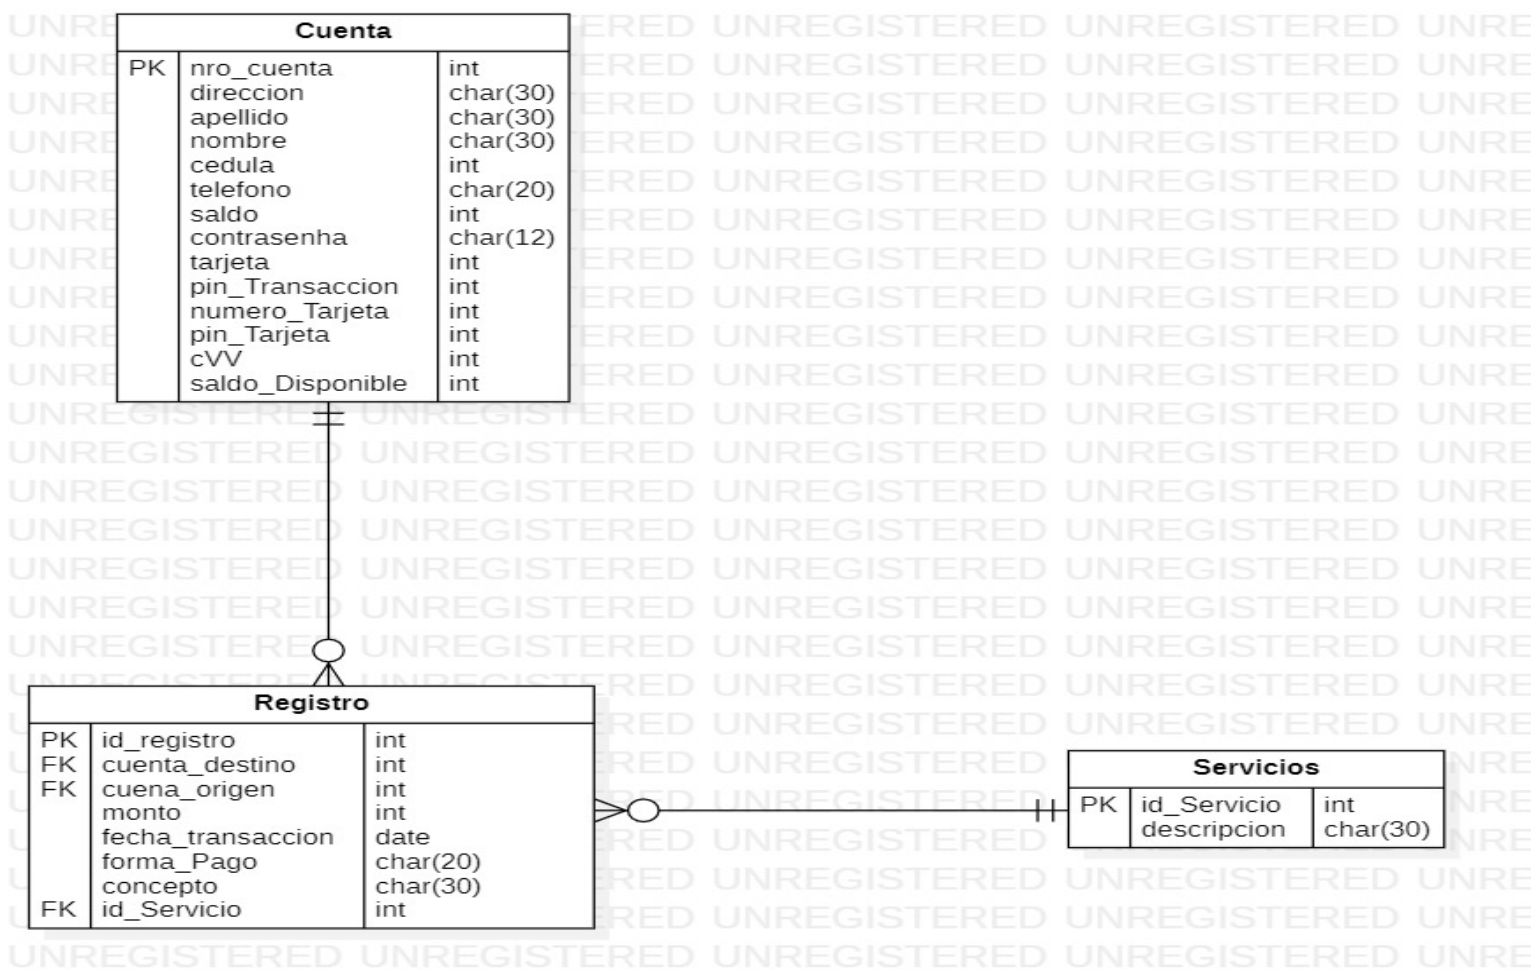 Cuenta
PK nro_cuenta int
direccion char(30)
apellido char(30)
nombre char(30)
cedula int
telefono char(20)
saldo int
contrasenha char(12)
tarjeta int
pin_Transaccion int
numero_Tarjeta int
pin_Tarjeta int
cVV int
saldo_Disponible int
Registro
PK id_registro int
FK cuenta_destino int
FK cuena_origen int
monto int
fecha_transaccion date
forma_Pago char(20)
concepto char(30)
FK id_Servicio int
Servicios
PK id_Servicio int
descripcion char(30)
UNREGISTERED